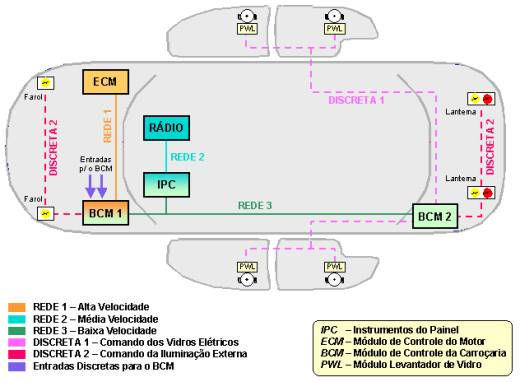 PWL
PWL
ECM
Farol
DISCRETA 2
REDE 1
Entradas
p/ o BCM
RÁDIO
REDE 2
IPC
DISCRETA 1
Lanterna
DISCRETA 2
Lanterna
Farol
BCM 1
REDE 3
BCM 2
PWL
PWL
REDE 1 – Alta Velocidade
REDE 2 – Média Velocidade
REDE 3 – Baixa Velocidade
DISCRETA 1 – Comando dos Vidros Elétricos
DISCRETA 2 – Comando da Iluminação Externa
Entradas Discretas para o BCM
IPC – Instrumentos do Painel
ECM – Módulo de Controle do Motor
BCM – Módulo de Controle da Carroçaria
PWL – Módulo Levantador de Vidro